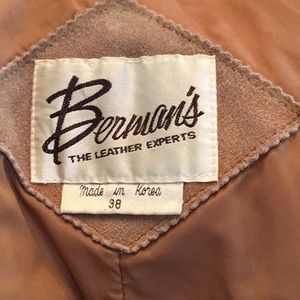 Berman's
THE LEATHER EXPERTS
Made in Korea
38